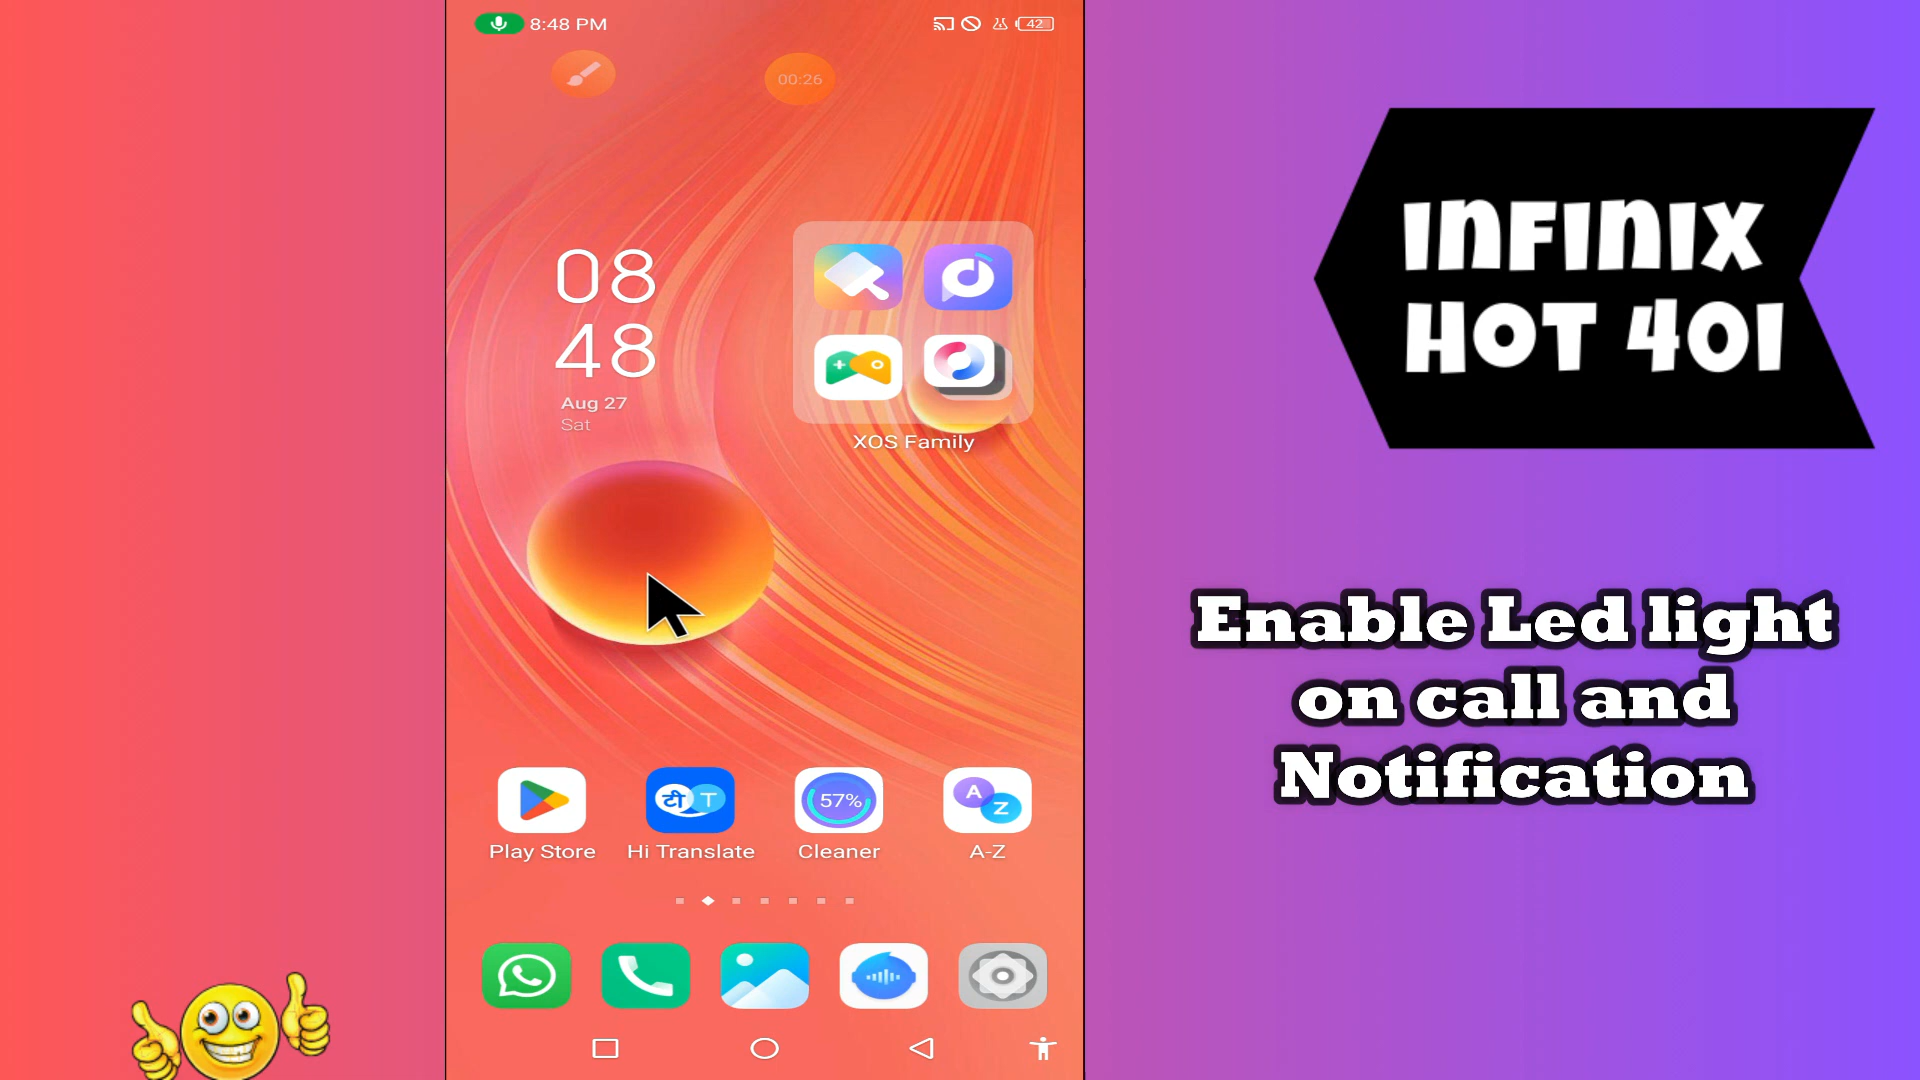 8:48 PM
42
00:26
08
48
Aug 27
Sat
XOS Family
INFINIX
HOT 40I
Enable Led light
on call and
Notification
टी T
57%
A
Z
Play Store
Hi Translate
Cleaner
A-Z